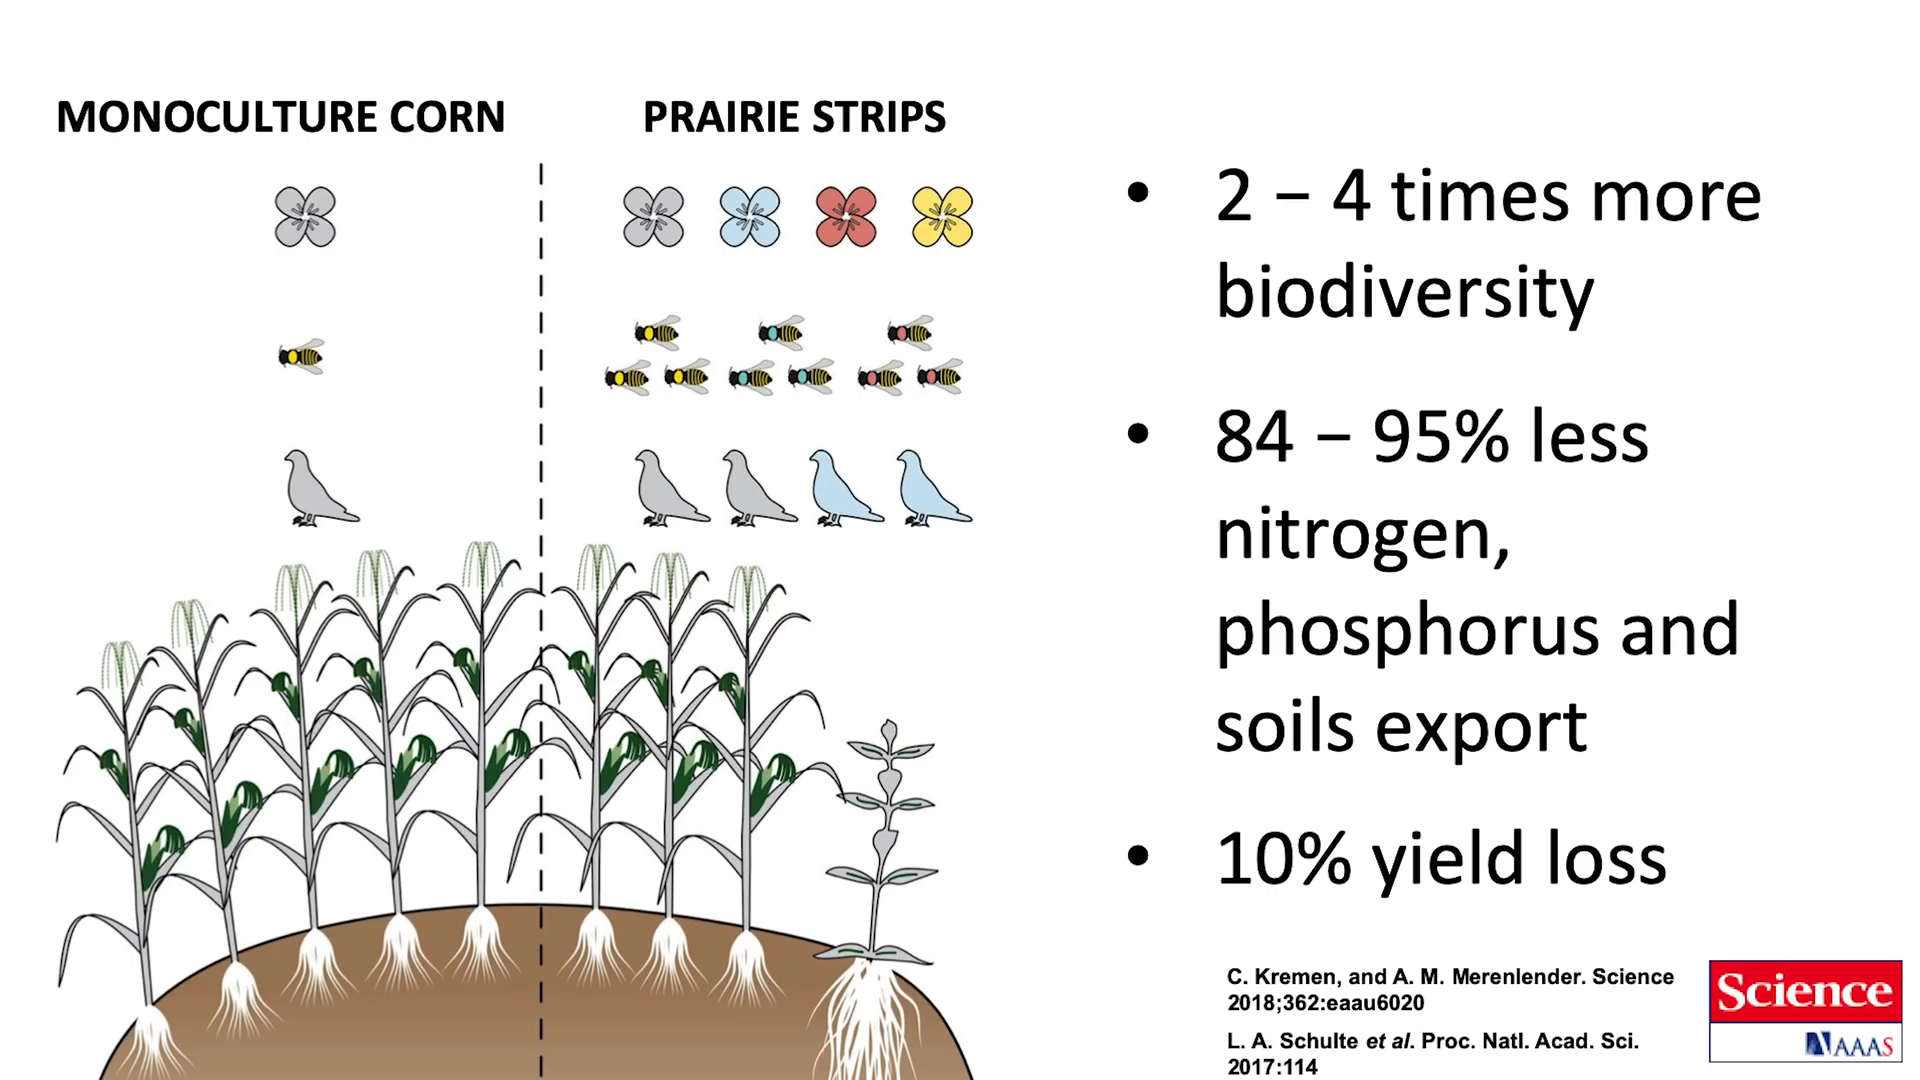 MONOCULTURE CORN
PRAIRIE STRIPS
• 2 – 4 times more
biodiversity
• 84 – 95% less
nitrogen,
phosphorus and
soils export
• 10% yield loss
C. Kremen, and A. M. Merenlender. Science
2018;362:eaau6020
L. A. Schulte et al. Proc. Natl. Acad. Sci.
2017:114
Science
AAAS